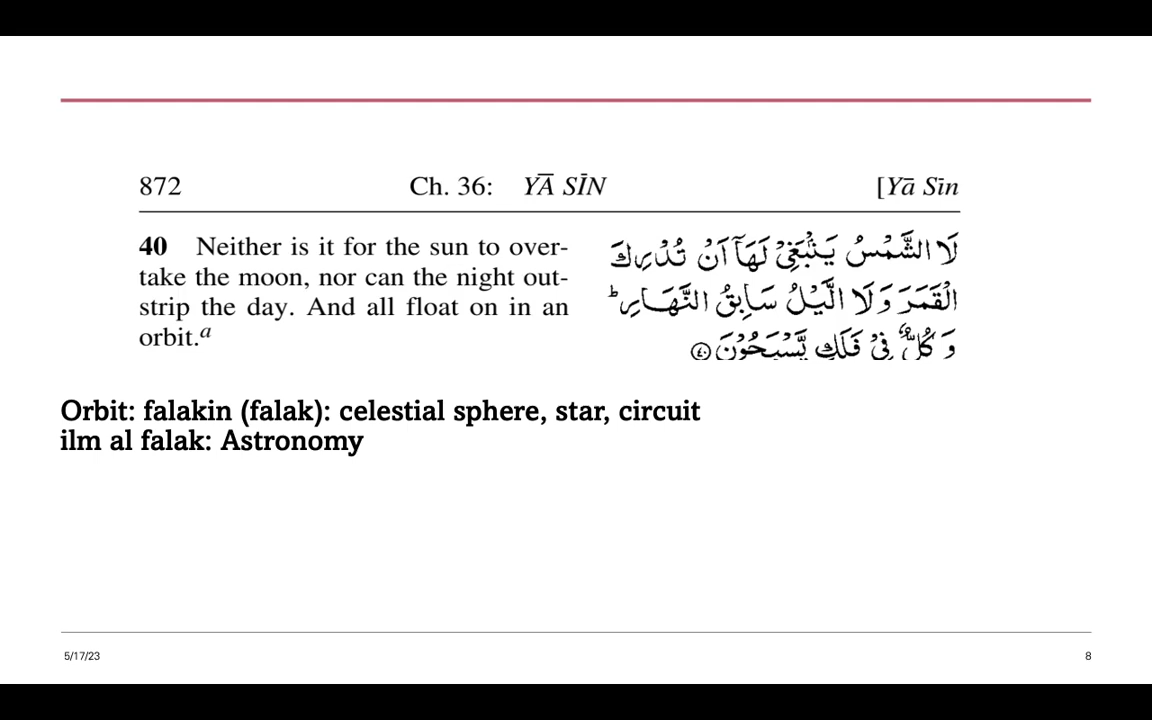 872 Ch. 36: YĀ SĪN [Yā Sīn
40 Neither is it for the sun to over-
take the moon, nor can the night out-
strip the day. And all float on in an
orbit.a
لَا الشَّمْسُ يَنْۢبَغِيْ لَهَاۤ اَنْ تُدْرِكَ
الْقَمَرَ وَ لَا الَّيْلُ سَابِقُ النَّهَارِ ؕ
وَ كُلٌّ فِيْ فَلَكٍ يَّسْبَحُوْنَ ۝۴۰
Orbit: falakin (falak): celestial sphere, star, circuit
ilm al falak: Astronomy
5/17/23 8